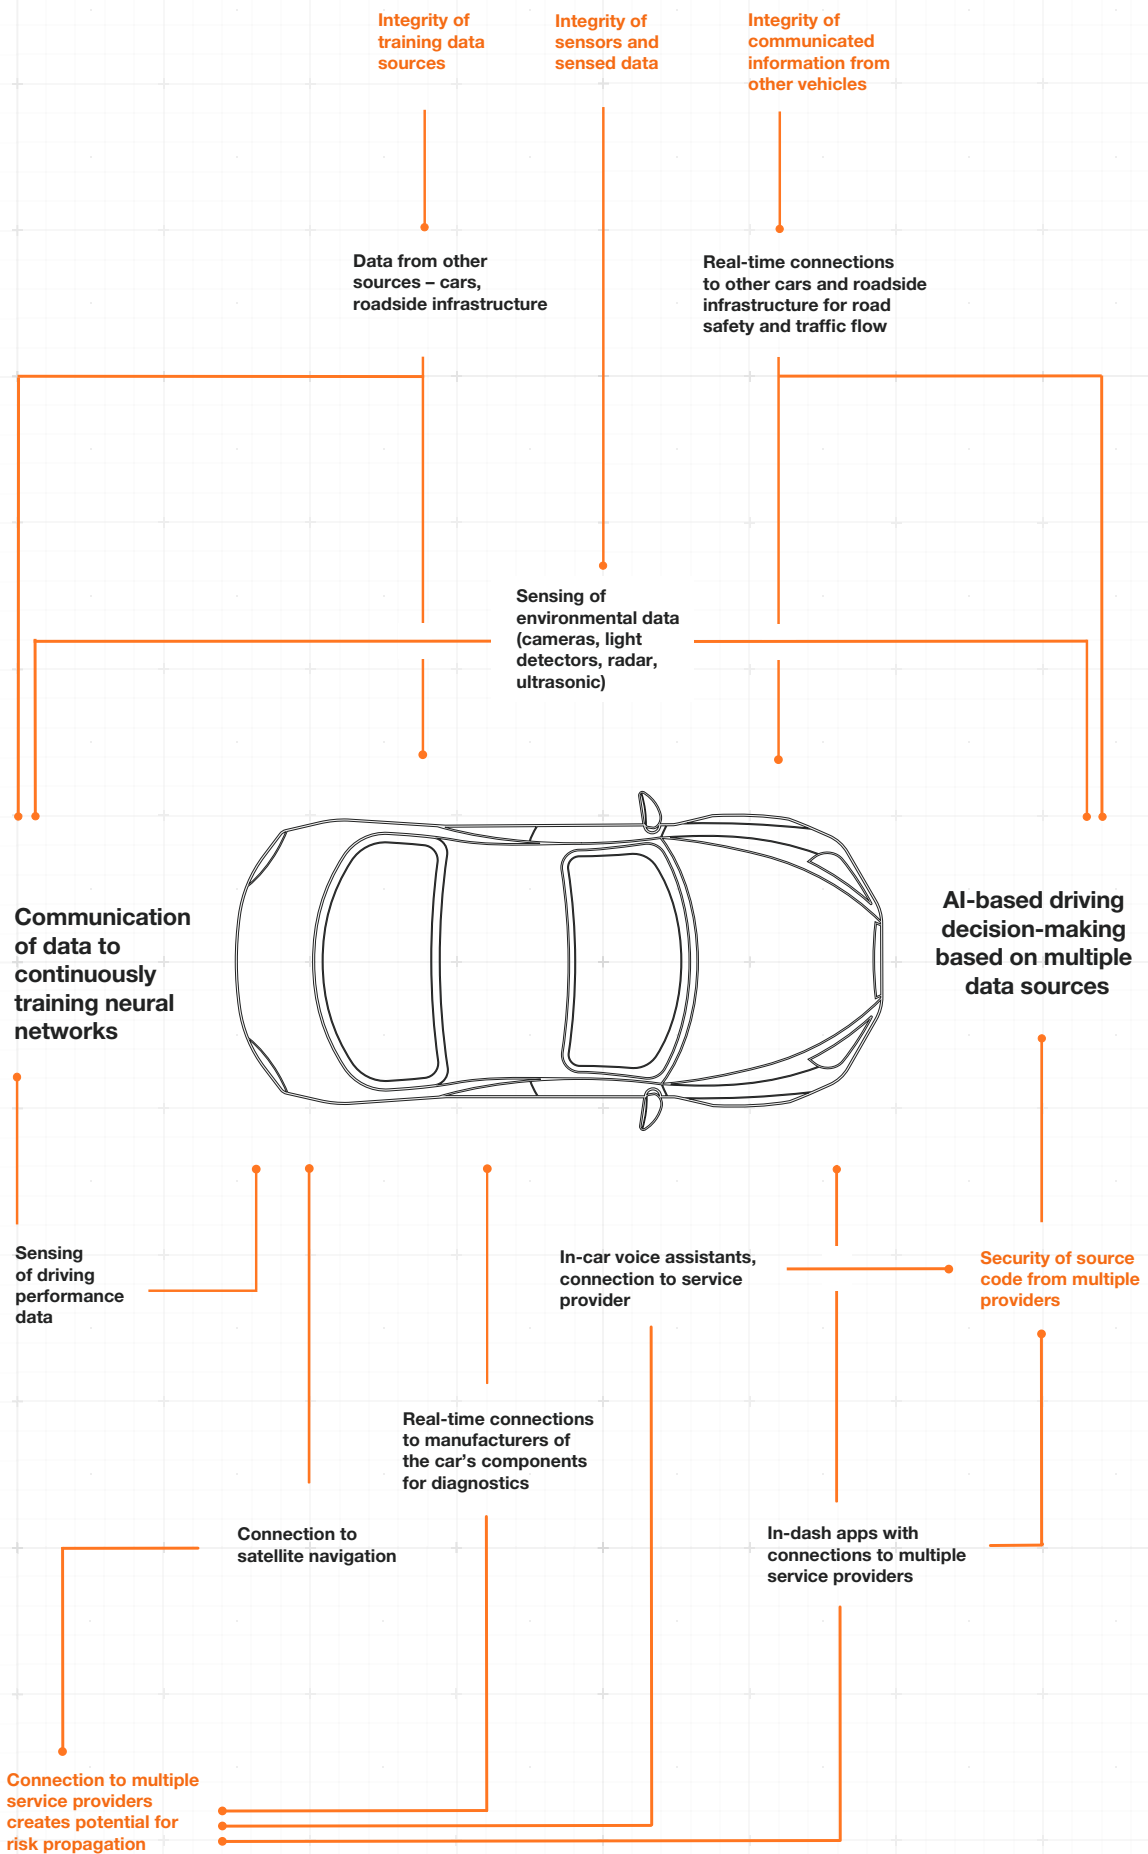 Integrity of
training data
sources
Integrity of
sensors and
sensed data
Integrity of
communicated
information from
other vehicles
Data from other
sources – cars,
roadside infrastructure
Real-time connections
to other cars and roadside
infrastructure for road
safety and traffic flow
Sensing of
environmental data
(cameras, light
detectors, radar,
ultrasonic)
Communication
of data to
continuously
training neural
networks
AI-based driving
decision-making
based on multiple
data sources
Sensing
of driving
performance
data
In-car voice assistants,
connection to service
provider
Security of source
code from multiple
providers
Real-time connections
to manufacturers of
the car’s components
for diagnostics
Connection to
satellite navigation
In-dash apps with
connections to multiple
service providers
Connection to multiple
service providers
creates potential for
risk propagation